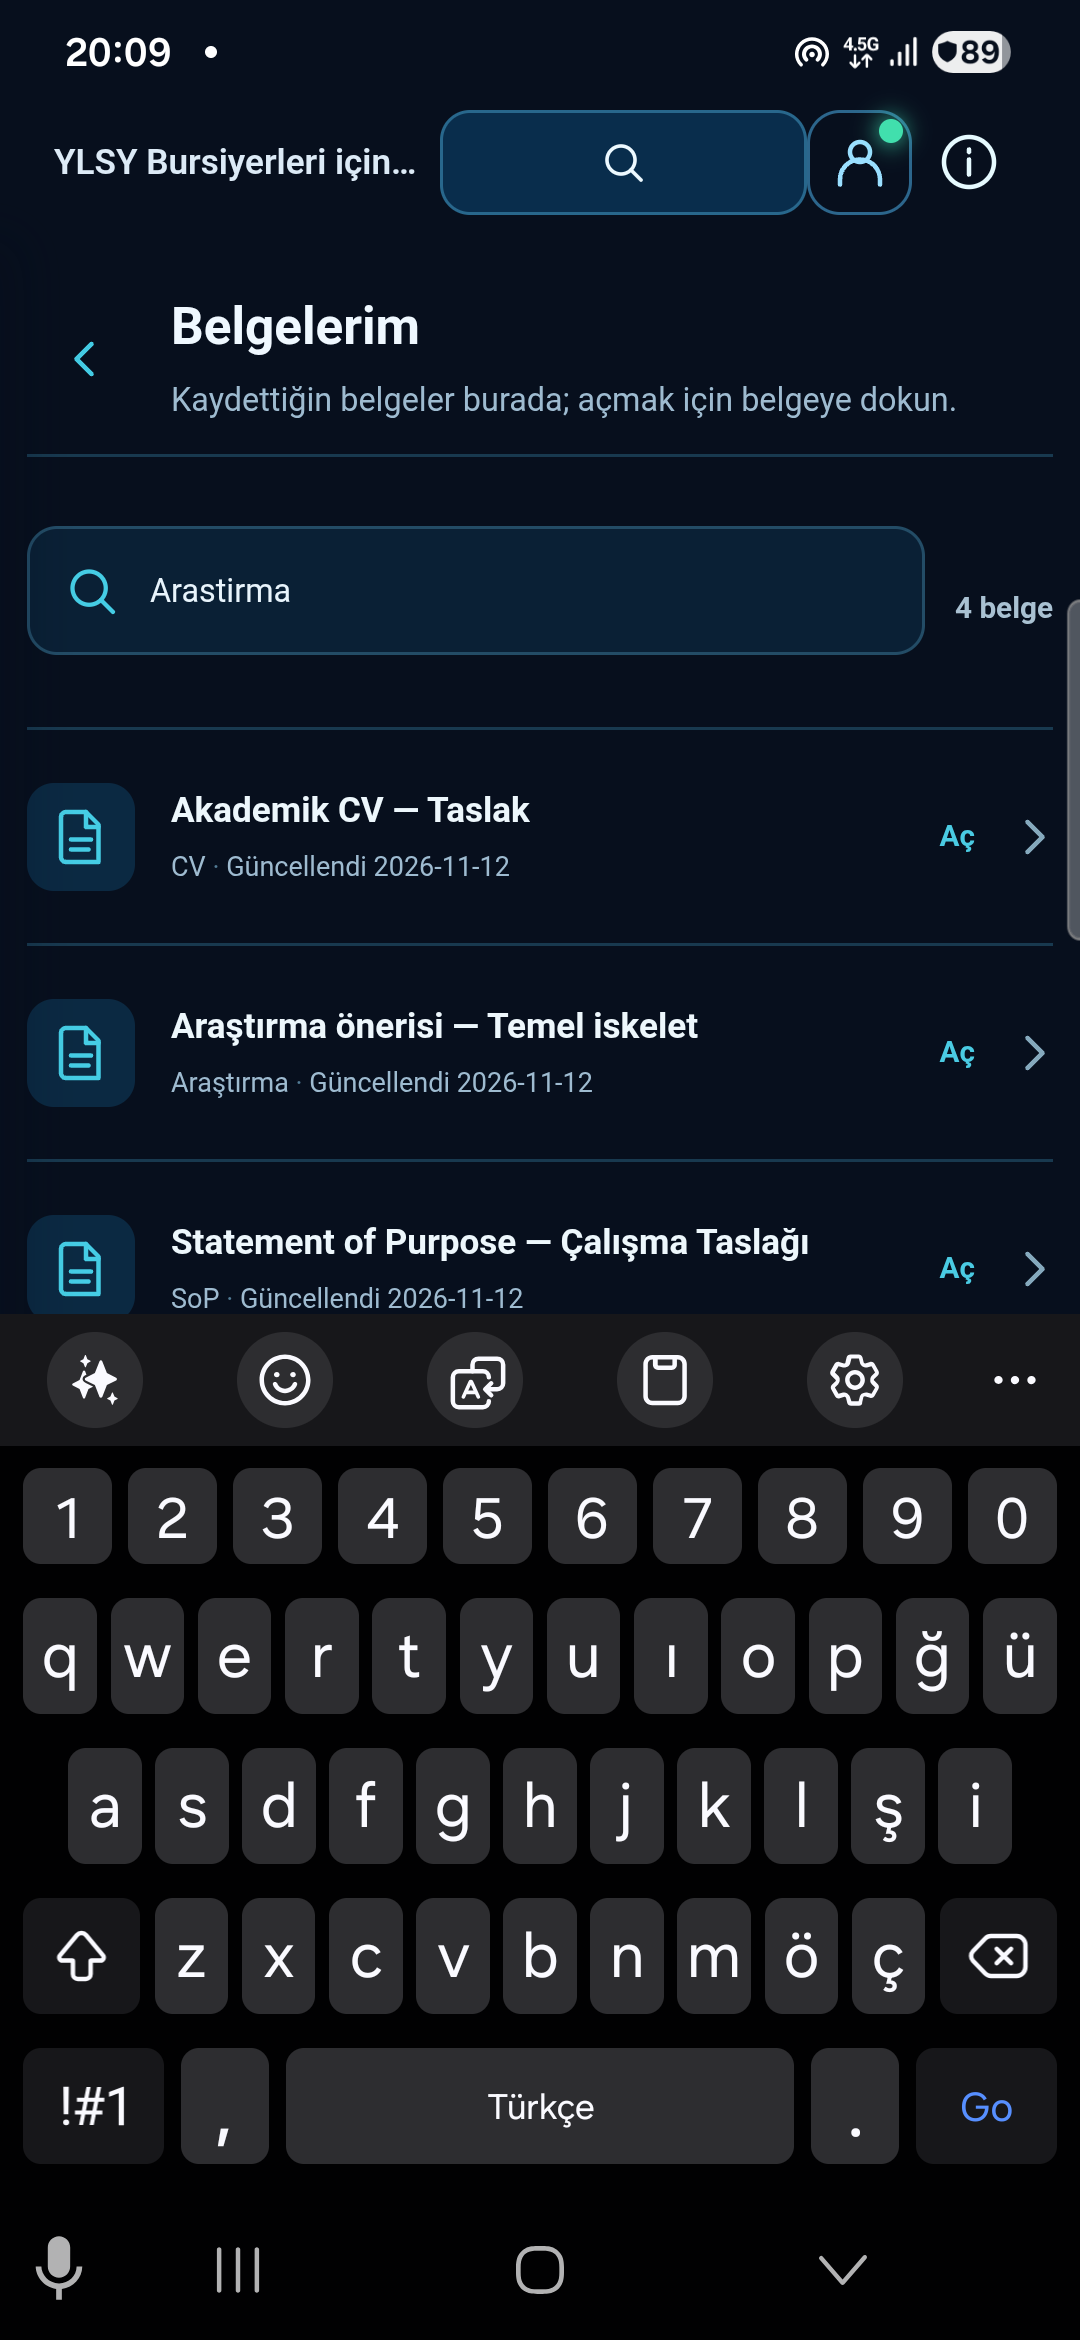 20:09
4.5G
89
YLSY Bursiyerleri için...
Belgelerim
Kaydettiğin belgeler burada; açmak için belgeye dokun.
Arastirma
4 belge
Akademik CV — Taslak
CV · Güncellendi 2026-11-12
Aç
Araştırma önerisi — Temel iskelet
Araştırma · Güncellendi 2026-11-12
Aç
Statement of Purpose — Çalışma Taslağı
SoP · Güncellendi 2026-11-12
Aç
1 2 3 4 5 6 7 8 9 0
q w e r t y u ı o p ğ ü
a s d f g h j k l ş i
z x c v b n m ö ç
!#1 , Türkçe . Go